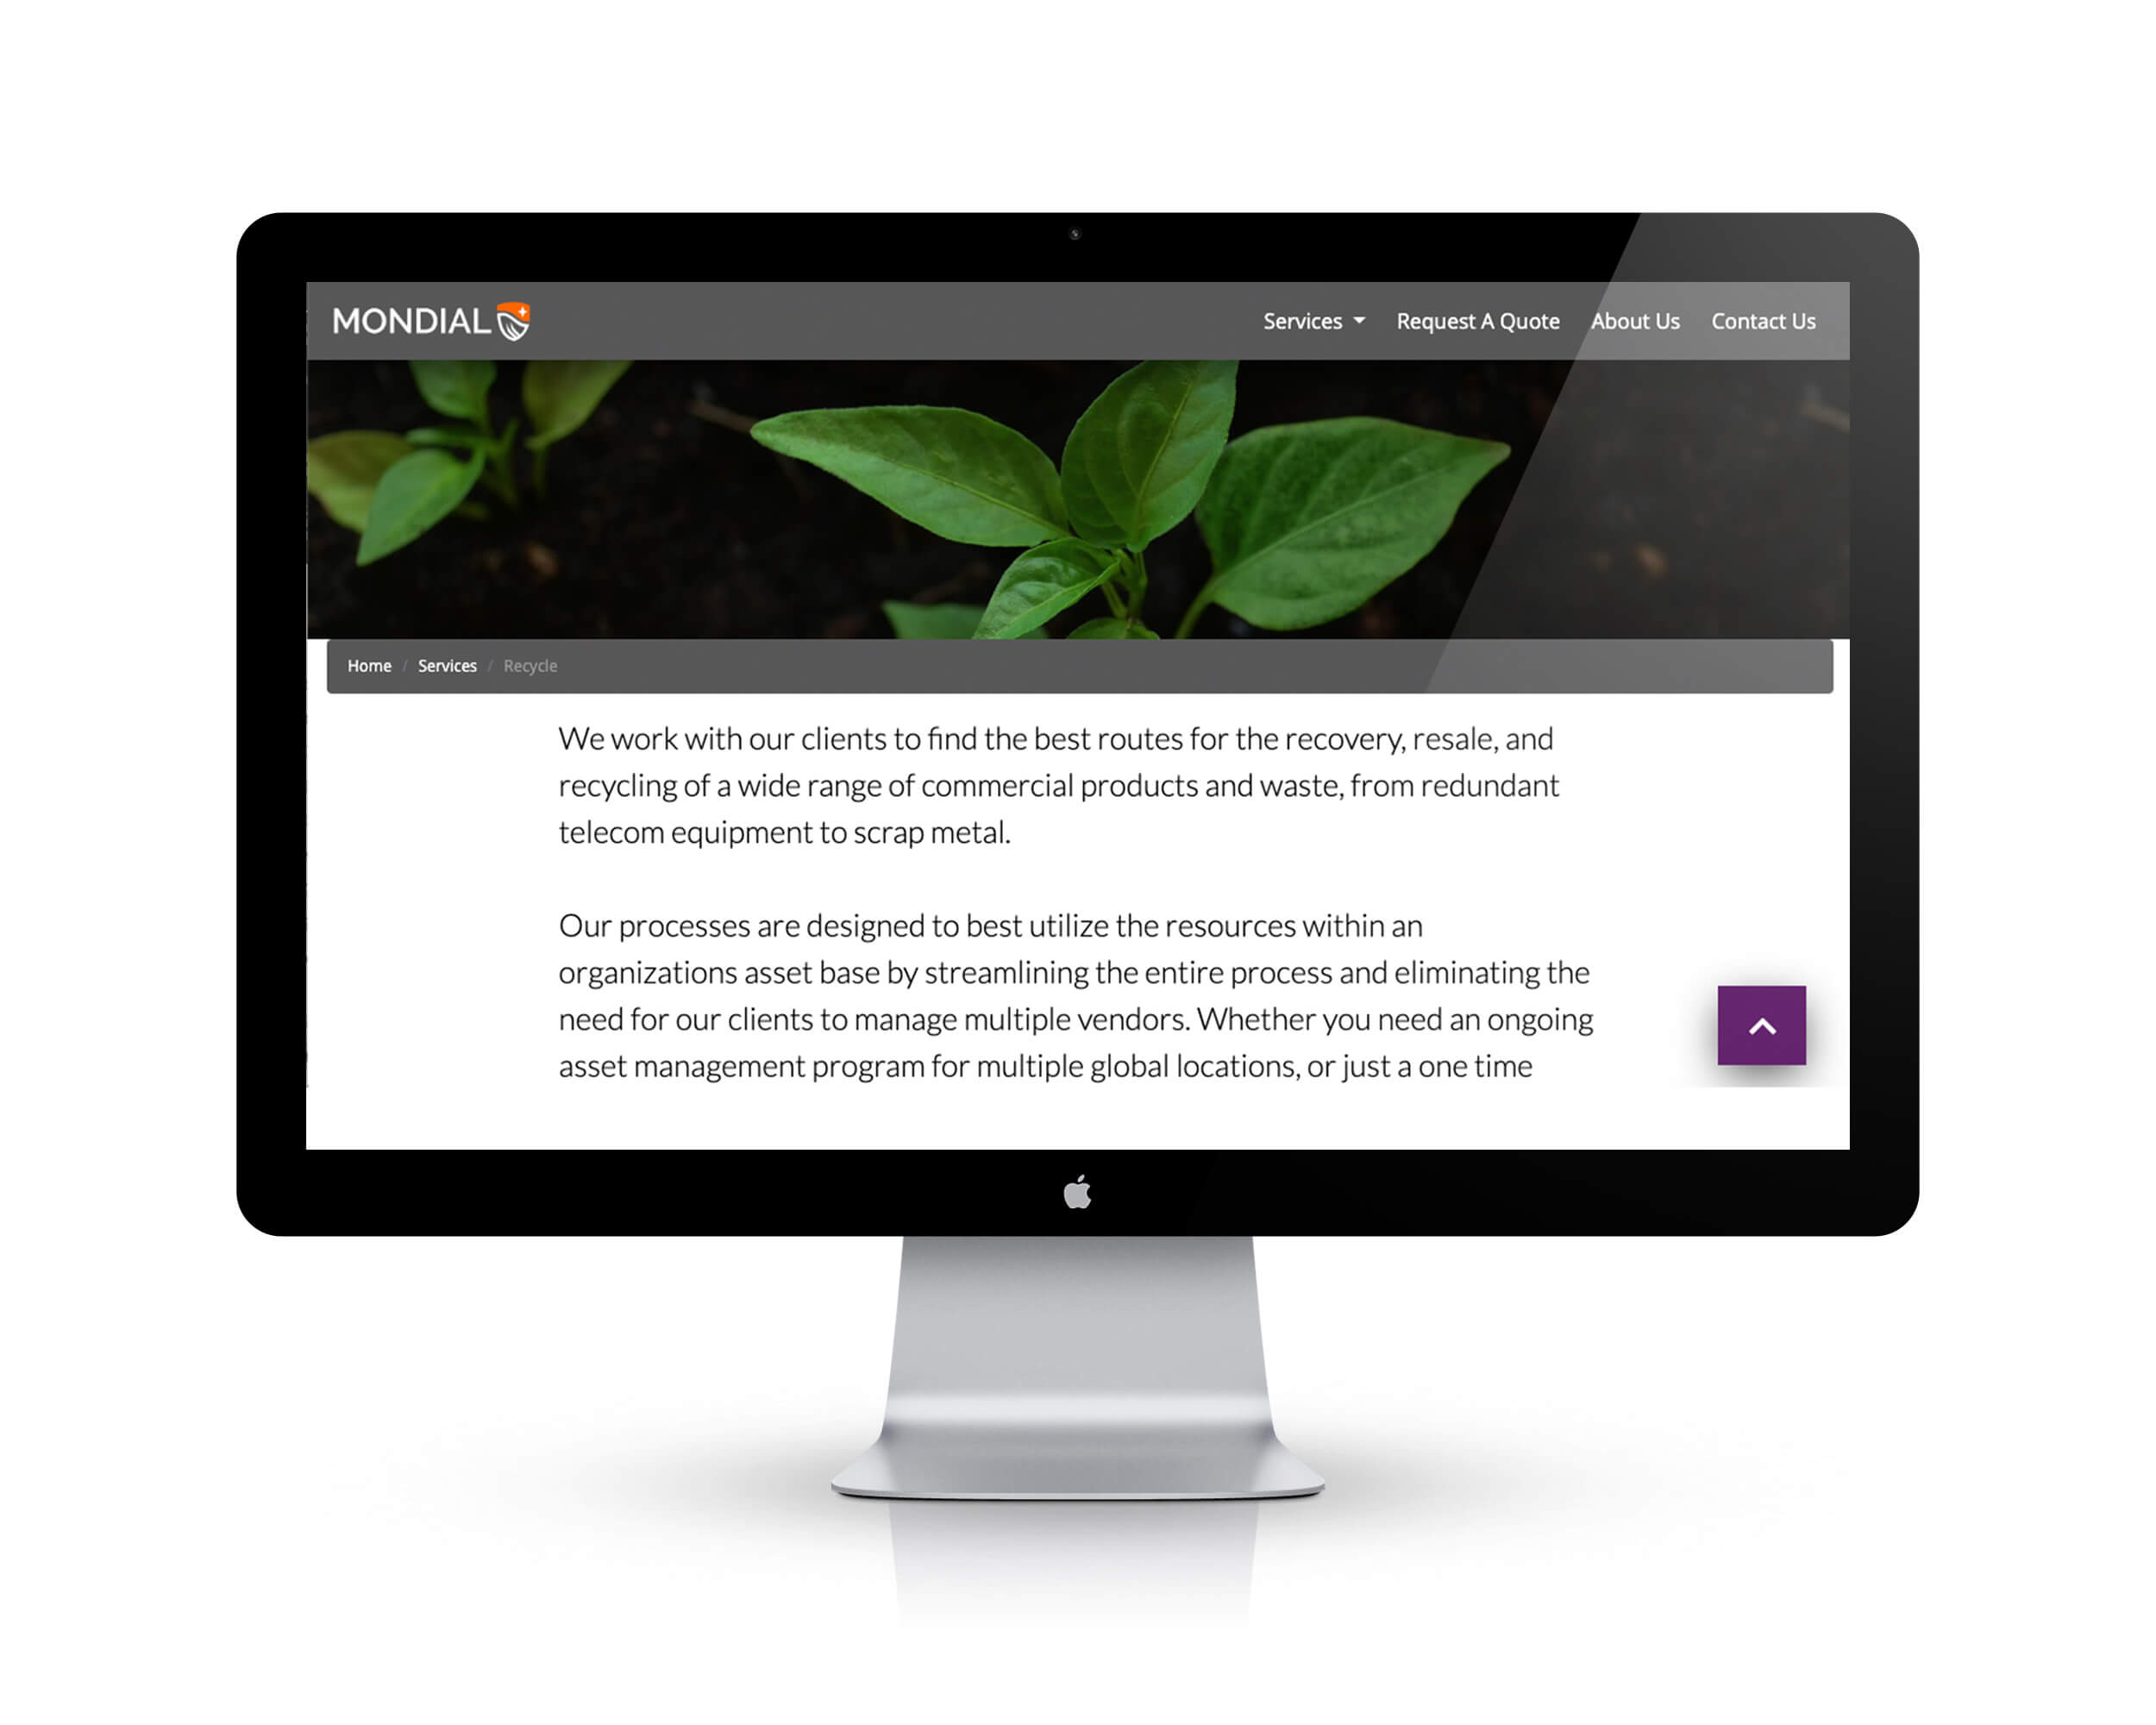 MONDIAL
Services Request A Quote About Us Contact Us
Home / Services / Recycle
We work with our clients to find the best routes for the recovery, resale, and
recycling of a wide range of commercial products and waste, from redundant
telecom equipment to scrap metal.
Our processes are designed to best utilize the resources within an
organizations asset base by streamlining the entire process and eliminating the
need for our clients to manage multiple vendors. Whether you need an ongoing
asset management program for multiple global locations, or just a one time